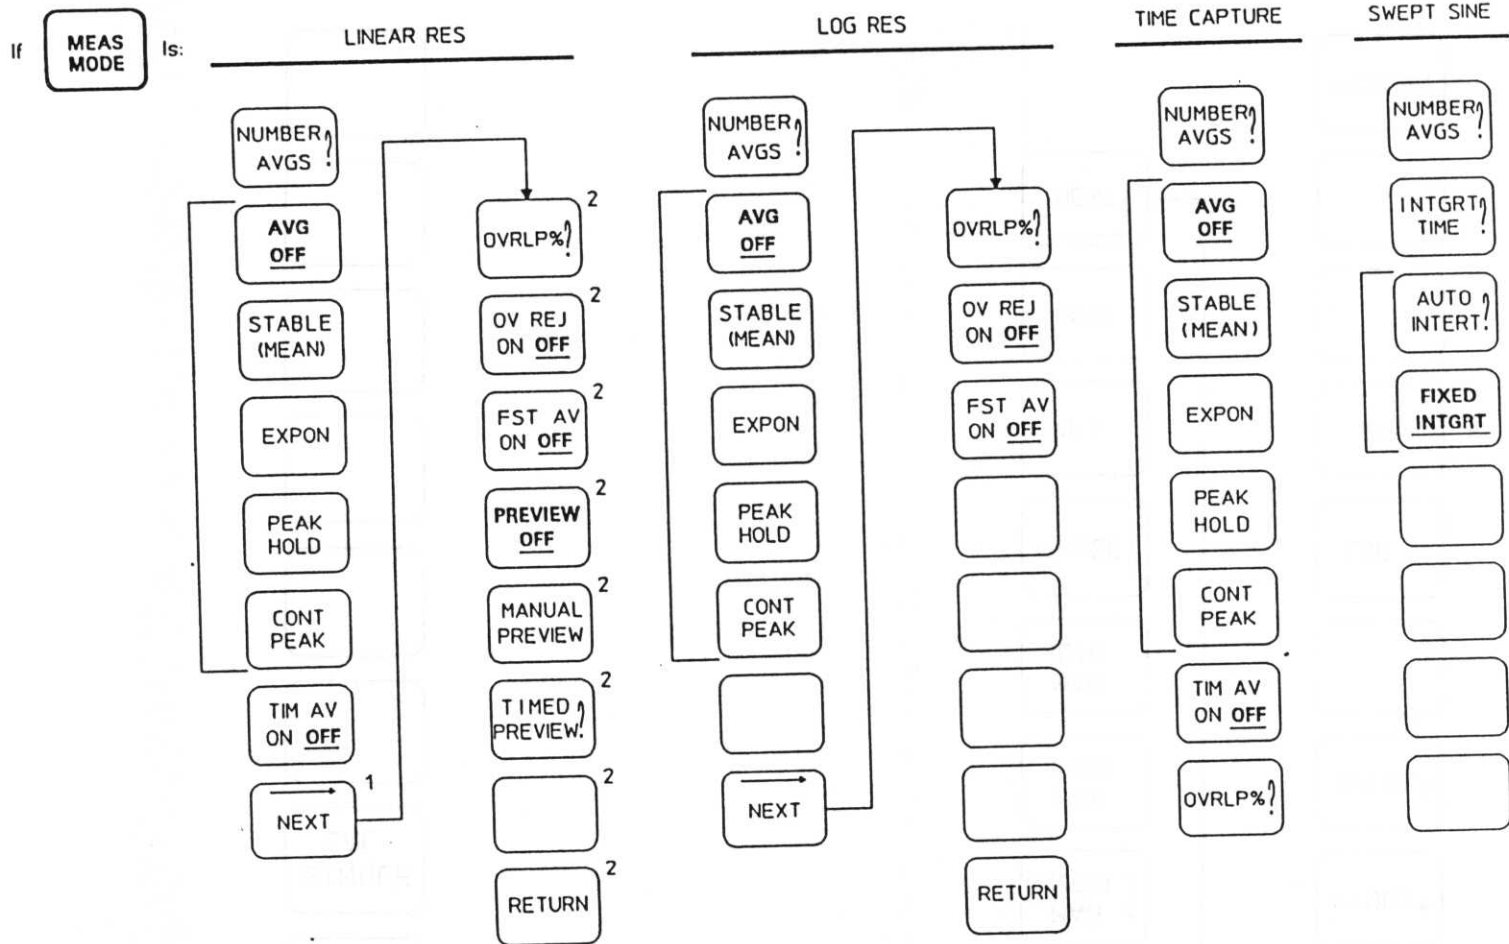 If
MEAS
MODE
Is:
LINEAR RES
NUMBER?
AVGS
AVG
OFF
STABLE
(MEAN)
EXPON
PEAK
HOLD
CONT
PEAK
TIM AV
ON OFF
1
NEXT
2
OVRLP%?
2
OV REJ
ON OFF
2
FST AV
ON OFF
2
PREVIEW
OFF
2
MANUAL
PREVIEW
2
TIMED
PREVIEW?
2
2
RETURN
LOG RES
NUMBER?
AVGS
AVG
OFF
STABLE
(MEAN)
EXPON
PEAK
HOLD
CONT
PEAK
NEXT
OVRLP%?
OV REJ
ON OFF
FST AV
ON OFF
RETURN
TIME CAPTURE
NUMBER?
AVGS
AVG
OFF
STABLE
(MEAN)
EXPON
PEAK
HOLD
CONT
PEAK
TIM AV
ON OFF
OVRLP%?
SWEPT SINE
NUMBER?
AVGS
INTGRT?
TIME
AUTO
INTERT?
FIXED
INTGRT